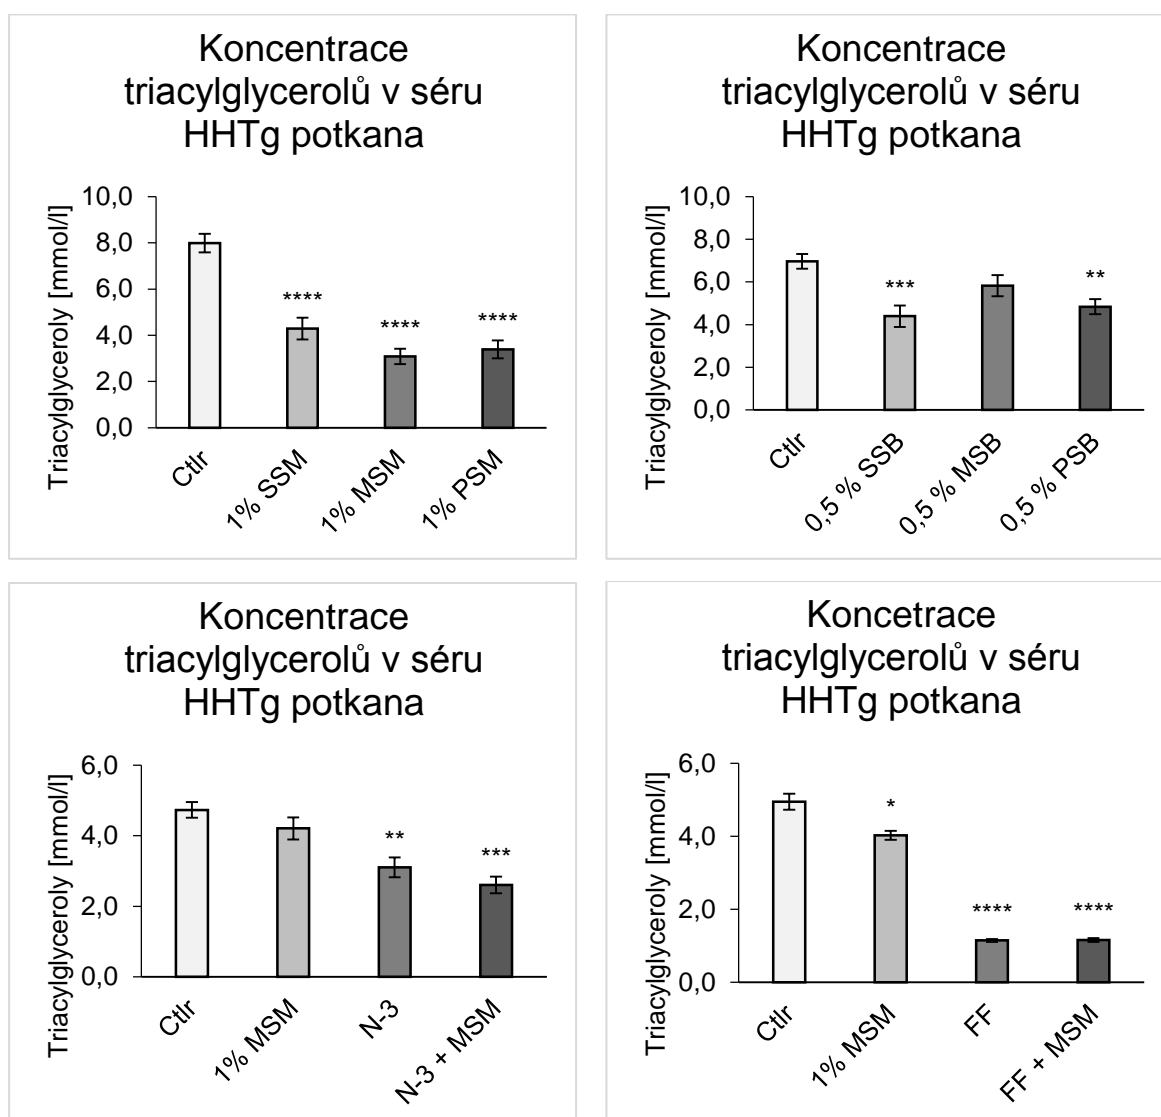 Koncentrace
triacylglycerolů v séru
HHTg potkana
Triacylglyceroly [mmol/l]
10,0
8,0
6,0
4,0
2,0
0,0
****
****
****
Ctlr
1% SSM
1% MSM
1% PSM
Koncentrace
triacylglycerolů v séru
HHTg potkana
Triacylglyceroly [mmol/l]
10,0
8,0
6,0
4,0
2,0
0,0
***
**
Ctlr
0,5 % SSB
0,5 % MSB
0,5 % PSB
Koncentrace
triacylglycerolů v séru
HHTg potkana
Triacylglyceroly [mmol/l]
6,0
4,0
2,0
0,0
**
***
Ctlr
1% MSM
N-3
N-3 + MSM
Koncetrace
triacylglycerolů v séru
HHTg potkana
Triacylglyceroly [mmol/l]
6,0
4,0
2,0
0,0
*
****
****
Ctlr
1% MSM
FF
FF + MSM